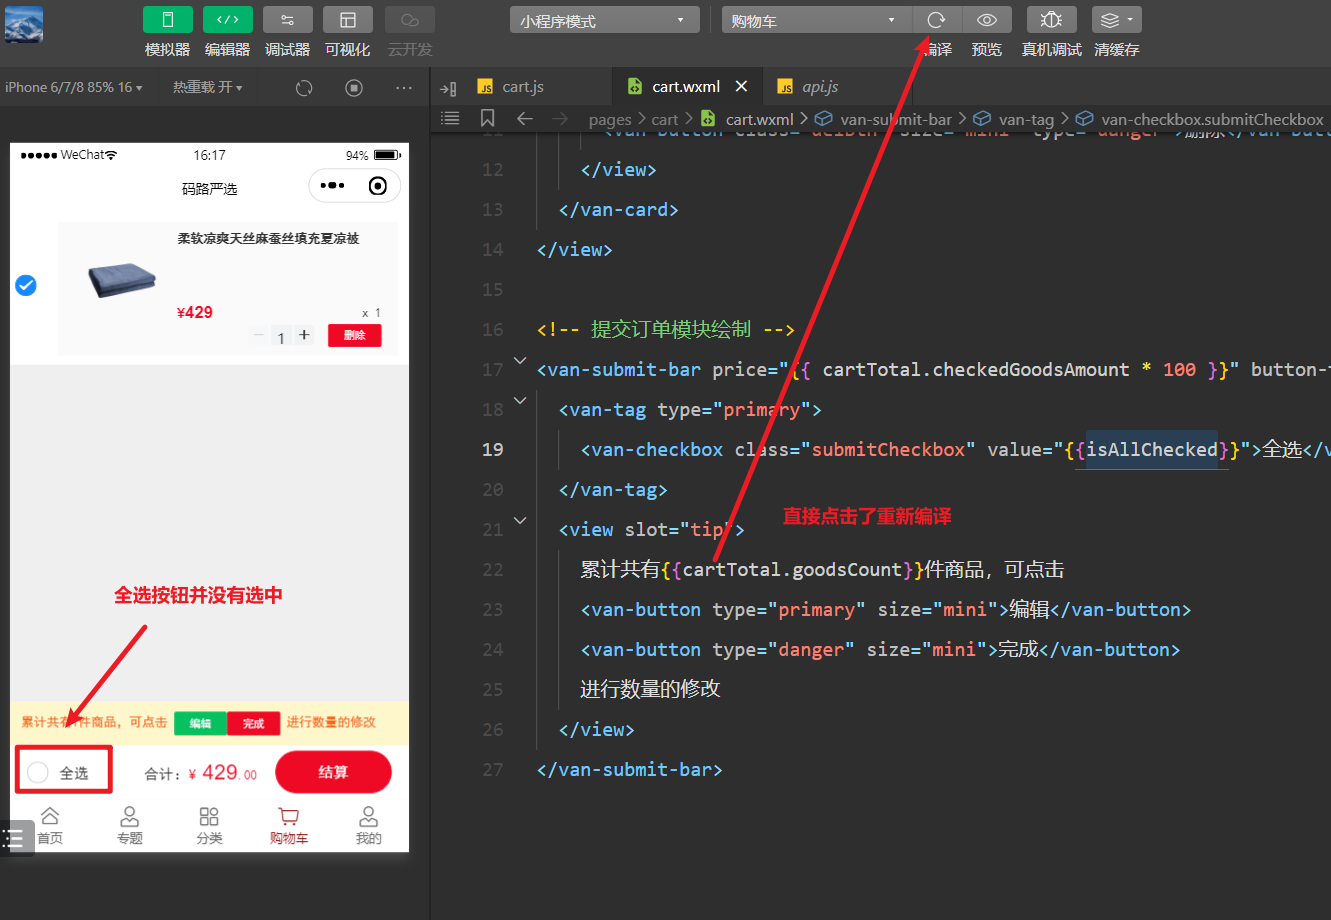 小程序模式
购物车
模拟器
编辑器
调试器
可视化
云开发
编译
预览
真机调试
清缓存
iPhone 6/7/8 85% 16
热重载 开
JS cart.js
cart.wxml
JS api.js
pages > cart > cart.wxml > van-submit-bar > van-tag > van-checkbox.submitCheckbox
WeChat
16:17
94%
码路严选
柔软凉爽天丝麻蚕丝填充夏凉被
¥429
x 1
1
删除
全选按钮并没有选中
件商品，可点击
编辑
完成
进行数量的修改
全选
合计：¥ 429.00
结算
首页
专题
分类
购物车
我的
12 </view>
13 </van-card>
14 </view>
15
16 <!-- 提交订单模块绘制 -->
17 <van-submit-bar price="{{ cartTotal.checkedGoodsAmount * 100 }}" button-
18 <van-tag type="primary">
19 <van-checkbox class="submitCheckbox" value="{{isAllChecked}}">全选</
20 </van-tag>
21 <view slot="tip">
直接点击了重新编译
22 累计共有{{cartTotal.goodsCount}}件商品，可点击
23 <van-button type="primary" size="mini">编辑</van-button>
24 <van-button type="danger" size="mini">完成</van-button>
25 进行数量的修改
26 </view>
27 </van-submit-bar>